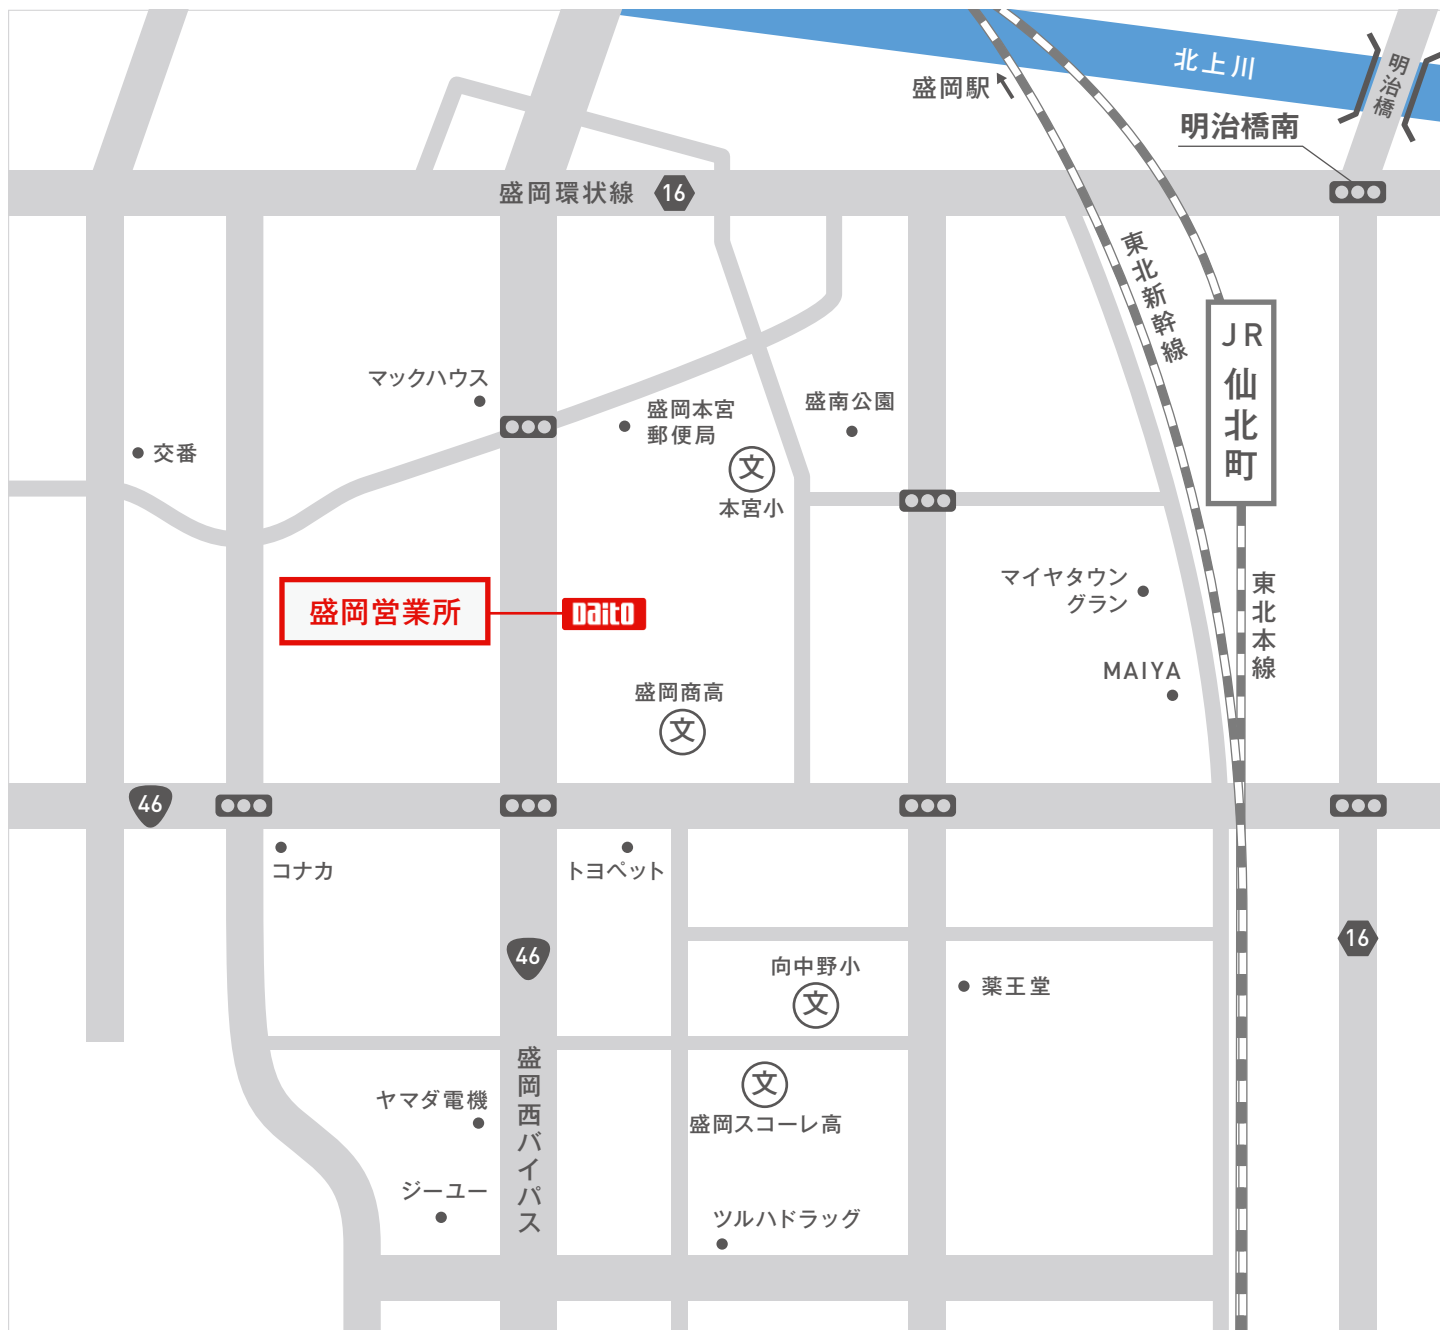 北上川
明治橋
盛岡駅
明治橋南
盛岡環状線
16
東北新幹線
JR
仙北町
マックハウス
盛岡本宮
郵便局
盛南公園
交番
文
本宮小
マイヤタウン
グラン
東北本線
盛岡営業所
Daito
MAIYA
盛岡商高
文
46
コナカ
トヨペット
46
16
向中野小
文
薬王堂
盛岡西バイパス
文
盛岡スコーレ高
ヤマダ電機
ジーユー
ツルハドラッグ